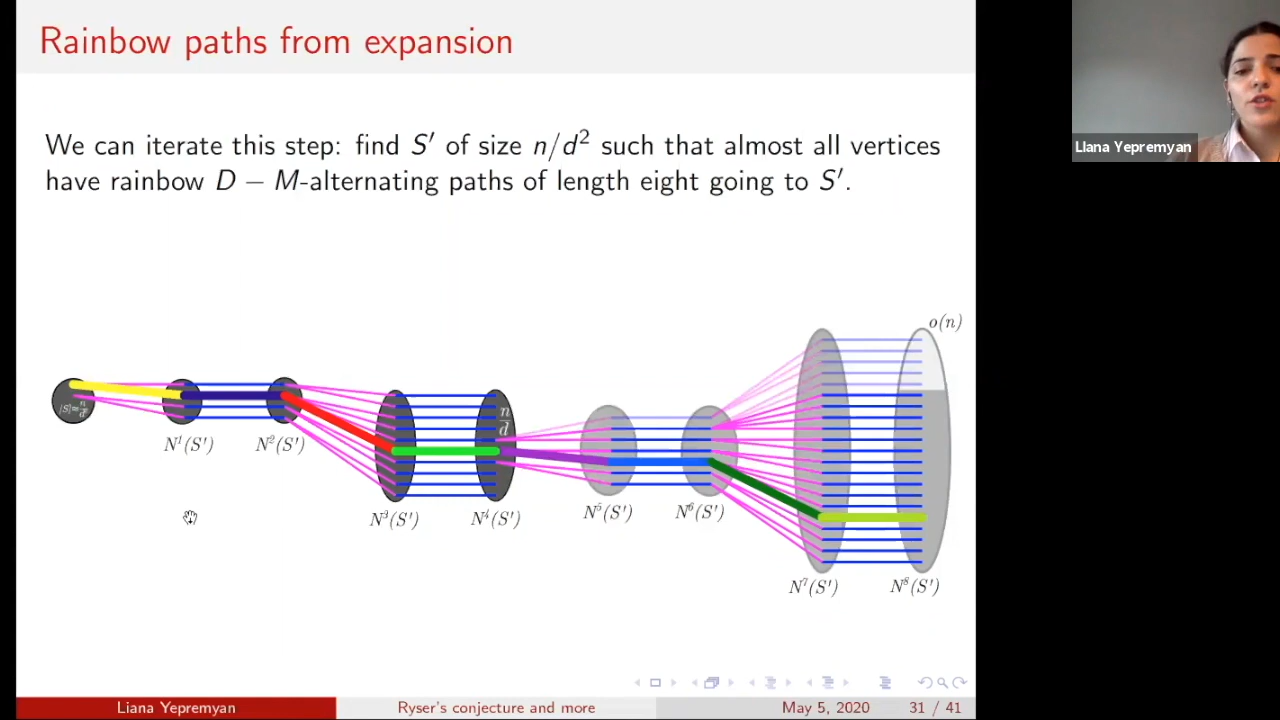 Rainbow paths from expansion
We can iterate this step: find S′ of size n/d² such that almost all vertices
have rainbow D − M-alternating paths of length eight going to S′.
LIana Yepremyan
o(n)
n
d
N¹(S′)
N²(S′)
N³(S′)
N⁴(S′)
N⁵(S′)
N⁶(S′)
N⁷(S′)
N⁸(S′)
Liana Yepremyan
Ryser's conjecture and more
May 5, 2020
31 / 41